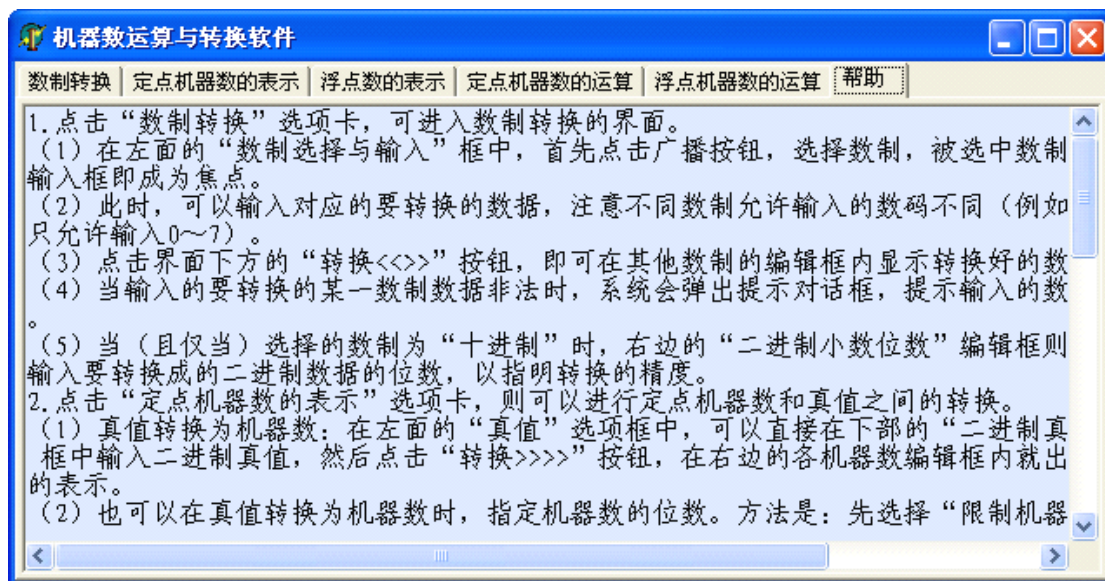 机器数运算与转换软件
数制转换 定点机器数的表示 浮点数的表示 定点机器数的运算 浮点机器数的运算 帮助
1.点击“数制转换”选项卡，可进入数制转换的界面。
（1）在左面的“数制选择与输入”框中，首先点击广播按钮，选择数制，被选中数制
输入框即成为焦点。
（2）此时，可以输入对应的要转换的数据，注意不同数制允许输入的数码不同（例如
只允许输入0～7）。
（3）点击界面下方的“转换<<>>”按钮，即可在其他数制的编辑框内显示转换好的数
（4）当输入的要转换的某一数制数据非法时，系统会弹出提示对话框，提示输入的数
。
（5）当（且仅当）选择的数制为“十进制”时，右边的“二进制小数位数”编辑框则
输入要转换成的二进制数据的位数，以指明转换的精度。
2.点击“定点机器数的表示”选项卡，则可以进行定点机器数和真值之间的转换。
（1）真值转换为机器数：在左面的“真值”选项框中，可以直接在下部的“二进制真
框中输入二进制真值，然后点击“转换>>>>”按钮，在右边的各机器数编辑框内就出
的表示。
（2）也可以在真值转换为机器数时，指定机器数的位数。方法是：先选择“限制机器